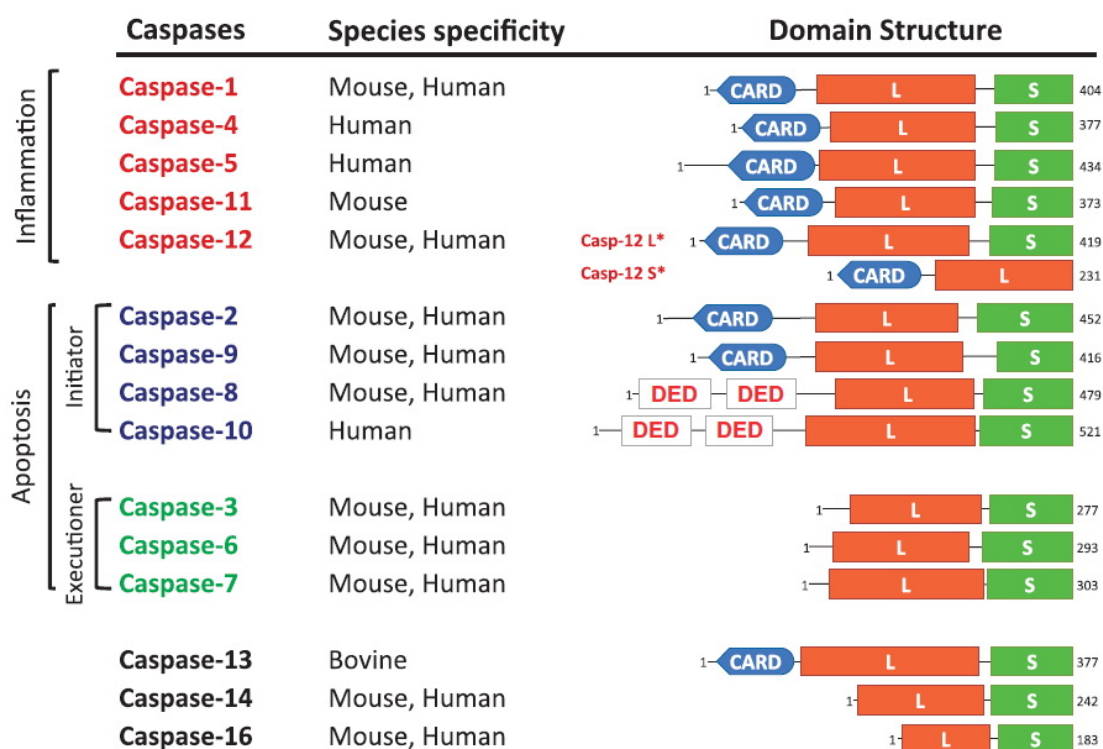 Caspases Species specificity Domain Structure
Inflammation
Caspase-1 Mouse, Human 1 CARD L S 404
Caspase-4 Human 1 CARD L S 377
Caspase-5 Human 1 CARD L S 434
Caspase-11 Mouse 1 CARD L S 373
Caspase-12 Mouse, Human Casp-12 L* 1 CARD L S 419
Casp-12 S* 1 CARD L 231
Apoptosis
Initiator
Caspase-2 Mouse, Human 1 CARD L S 452
Caspase-9 Mouse, Human 1 CARD L S 416
Caspase-8 Mouse, Human 1 DED DED L S 479
Caspase-10 Human 1 DED DED L S 521
Executioner
Caspase-3 Mouse, Human 1 L S 277
Caspase-6 Mouse, Human 1 L S 293
Caspase-7 Mouse, Human 1 L S 303
Caspase-13 Bovine 1 CARD L S 377
Caspase-14 Mouse, Human 1 L S 242
Caspase-16 Mouse, Human 1 L S 183